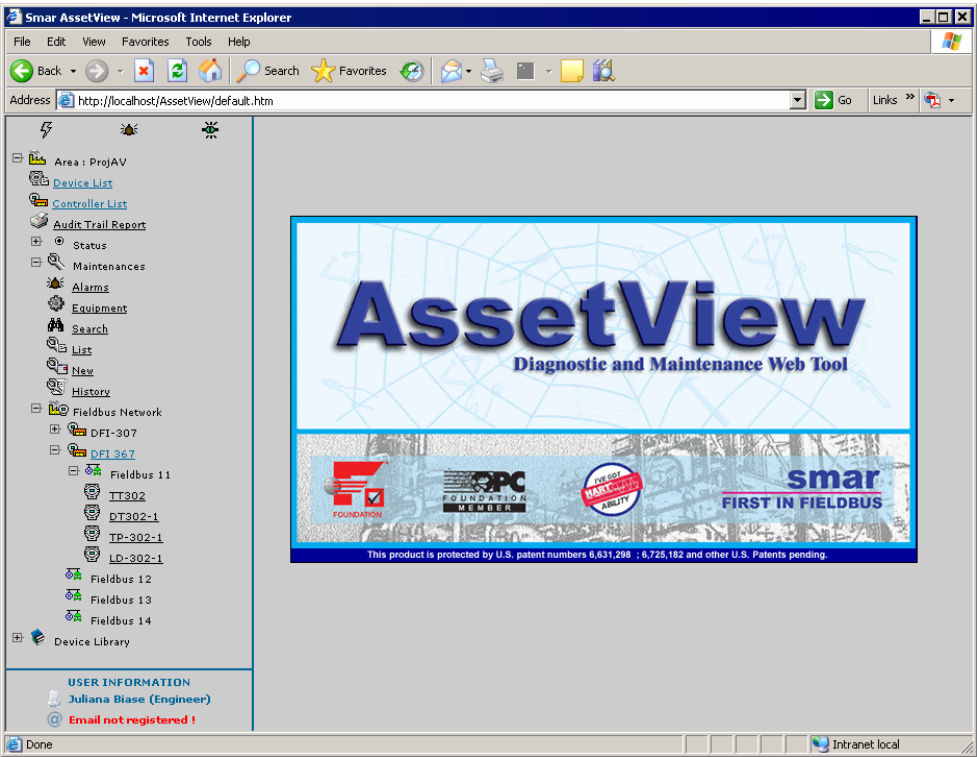 Smar AssetView - Microsoft Internet Explorer
File Edit View Favorites Tools Help
Back Search Favorites
Address http://localhost/AssetView/default.htm Go Links »
Area : ProjAV
Device List
Controller List
Audit Trail Report
Status
Maintenances
Alarms
Equipment
Search
List
New
History
Fieldbus Network
DFI-307
DFI 367
Fieldbus 11
TT302
DT302-1
TP-302-1
LD-302-1
Fieldbus 12
Fieldbus 13
Fieldbus 14
Device Library
USER INFORMATION
Juliana Biase (Engineer)
@ Email not registered !
AssetView
Diagnostic and Maintenance Web Tool
FOUNDATION
OPC
FOUNDATION
MEMBER
I'VE GOT
HART
ABILITY
smar
FIRST IN FIELDBUS
This product is protected by U.S. patent numbers 6,631,298 ; 6,725,182 and other U.S. Patents pending.
Done Intranet local